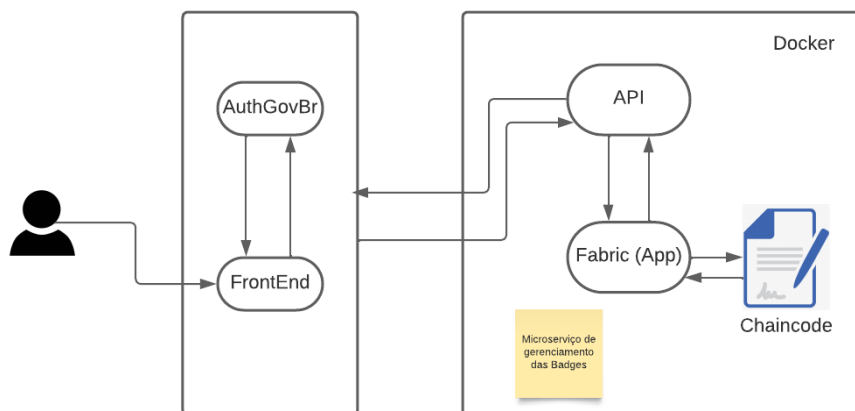 Docker
AuthGovBr
API
FrontEnd
Fabric (App)
Chaincode
Microserviço de
gerenciamento
das Badges